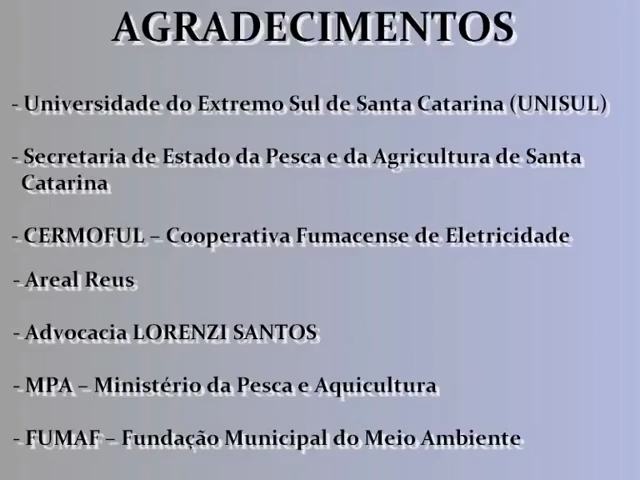 AGRADECIMENTOS
- Universidade do Extremo Sul de Santa Catarina (UNISUL)
- Secretaria de Estado da Pesca e da Agricultura de Santa
Catarina
- CERMOFUL – Cooperativa Fumacense de Eletricidade
- Areal Reus
- Advocacia LORENZI SANTOS
- MPA – Ministério da Pesca e Aquicultura
- FUMAF – Fundação Municipal do Meio Ambiente